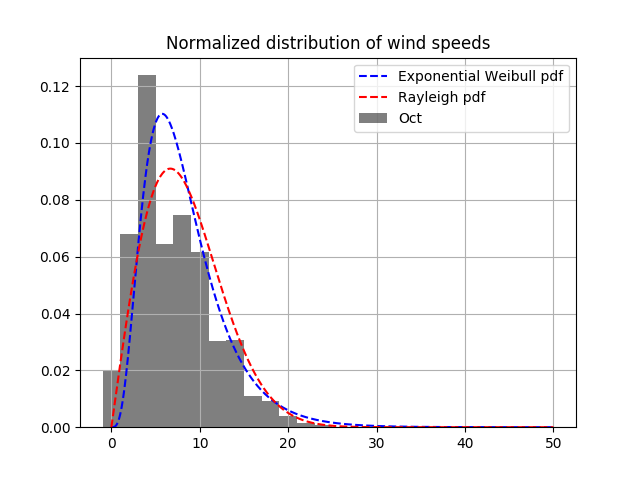 Normalized distribution of wind speeds
0.12
0.10
0.08
0.06
0.04
0.02
0.00
Exponential Weibull pdf
Rayleigh pdf
Oct
0 10 20 30 40 50